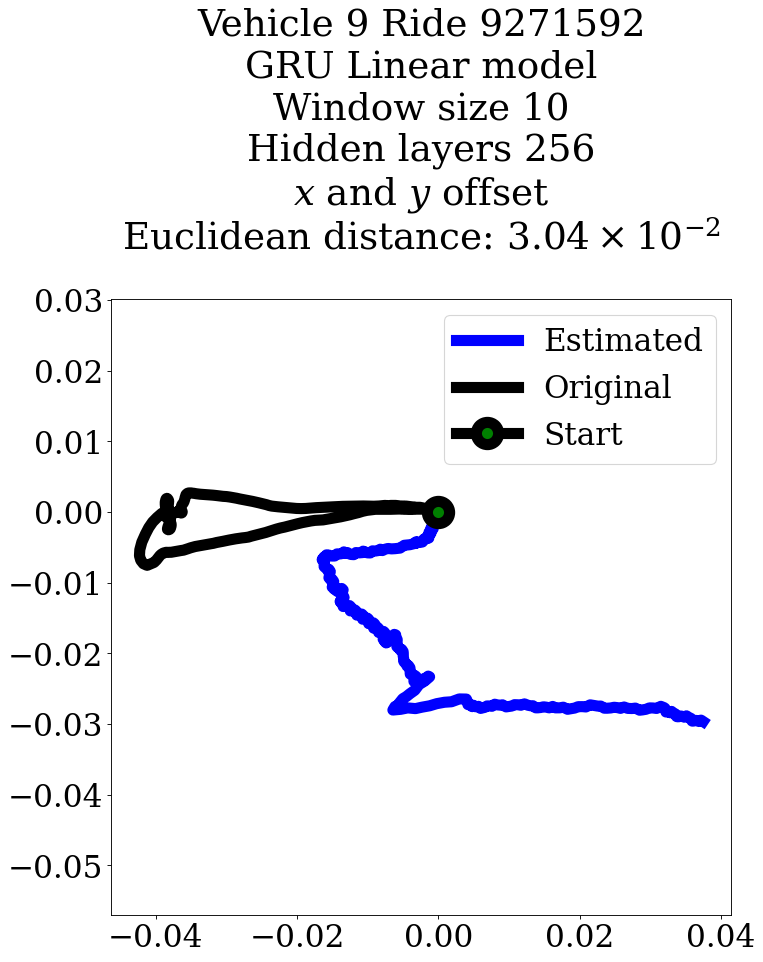 Vehicle 9 Ride 9271592
GRU Linear model
Window size 10
Hidden layers 256
x and y offset
Euclidean distance: 3.04 × 10⁻²
0.03
0.02
0.01
0.00
−0.01
−0.02
−0.03
−0.04
−0.05
Estimated
Original
Start
−0.04 −0.02 0.00 0.02 0.04